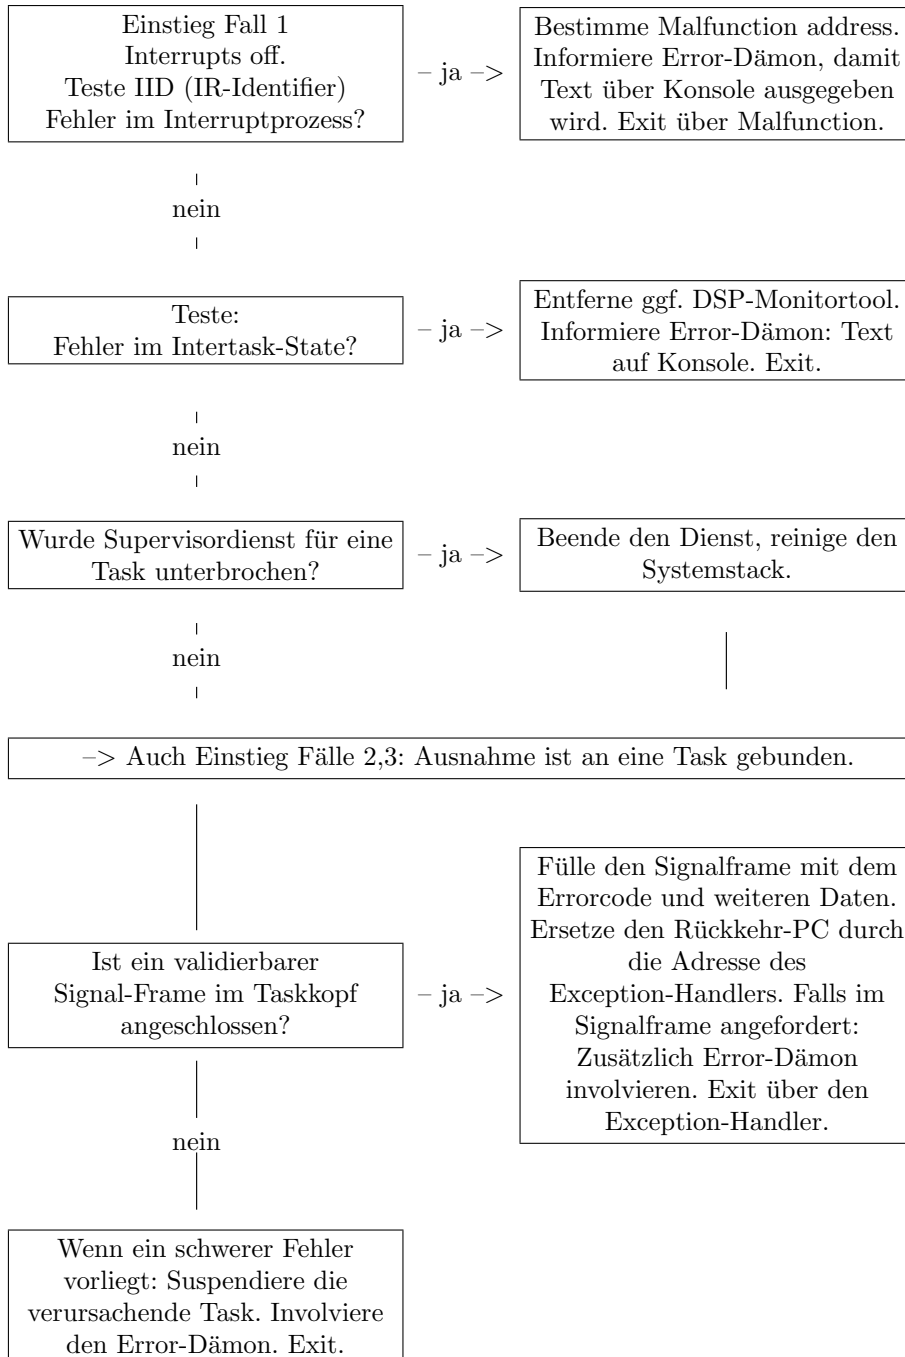 Einstieg Fall 1
Interrupts off.
Teste IID (IR-Identifier)
Fehler im Interruptprozess?
– ja –>
Bestimme Malfunction address.
Informiere Error-Dämon, damit
Text über Konsole ausgegeben
wird. Exit über Malfunction.
nein
Teste:
Fehler im Intertask-State?
– ja –>
Entferne ggf. DSP-Monitortool.
Informiere Error-Dämon: Text
auf Konsole. Exit.
nein
Wurde Supervisordienst für eine
Task unterbrochen?
– ja –>
Beende den Dienst, reinige den
Systemstack.
nein
–> Auch Einstieg Fälle 2,3: Ausnahme ist an eine Task gebunden.
Ist ein validierbarer
Signal-Frame im Taskkopf
angeschlossen?
– ja –>
Fülle den Signalframe mit dem
Errorcode und weiteren Daten.
Ersetze den Rückkehr-PC durch
die Adresse des
Exception-Handlers. Falls im
Signalframe angefordert:
Zusätzlich Error-Dämon
involvieren. Exit über den
Exception-Handler.
nein
Wenn ein schwerer Fehler
vorliegt: Suspendiere die
verursachende Task. Involviere
den Error-Dämon. Exit.